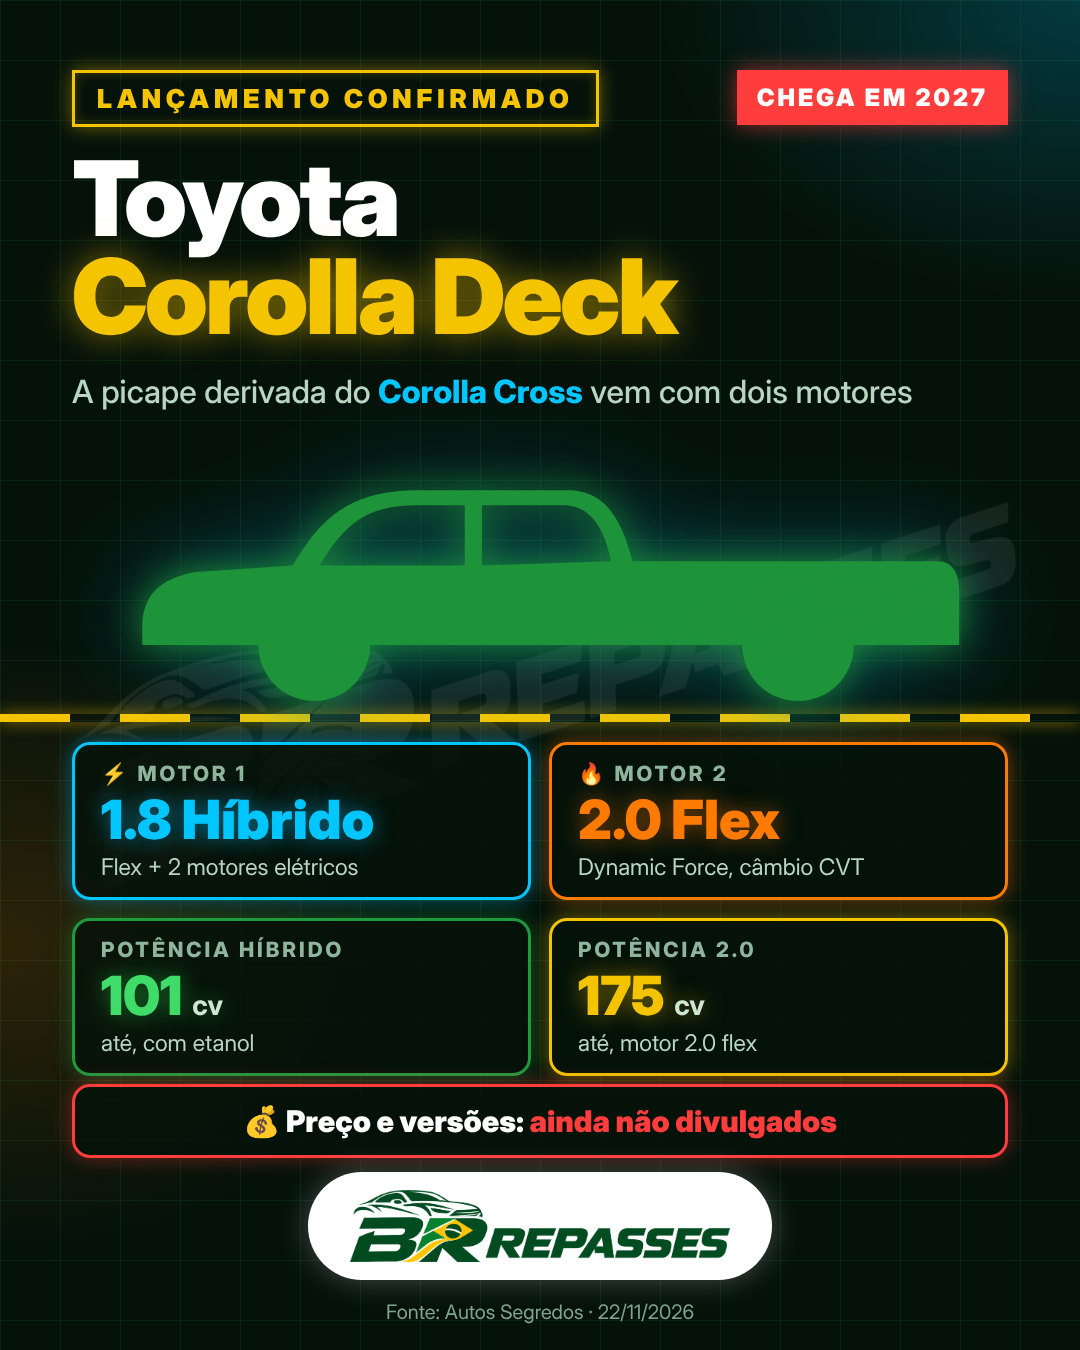 LANÇAMENTO CONFIRMADO
CHEGA EM 2027
Toyota
Corolla Deck
A picape derivada do Corolla Cross vem com dois motores
BR REPASSES
⚡ MOTOR 1
1.8 Híbrido
Flex + 2 motores elétricos
🔥 MOTOR 2
2.0 Flex
Dynamic Force, câmbio CVT
POTÊNCIA HÍBRIDO
101 cv
até, com etanol
POTÊNCIA 2.0
175 cv
até, motor 2.0 flex
💰 Preço e versões: ainda não divulgados
BR REPASSES
Fonte: Autos Segredos · 22/11/2026